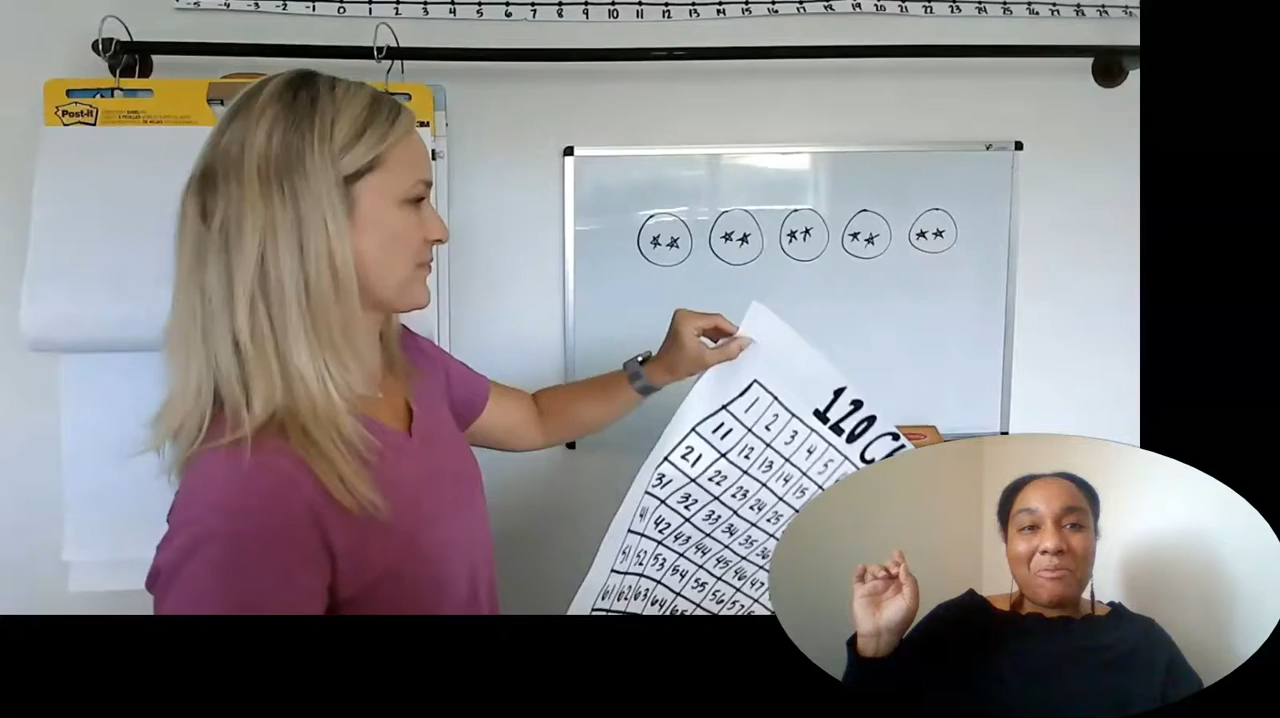 -5 -4 -3 -2 -1 0 1 2 3 4 5 6 7 8 9 10 11 12 13 14 15 16 17 18 19 20 21 22 23 24 25 26 27 28 29
Post-it
3M
120 C
1 2 3 4 5
11 12 13 14 15
21 22 23 24 25
31 32 33 34 35 36
41 42 43 44 45 46 47
51 52 53 54 55 56 57
61 62 63 64